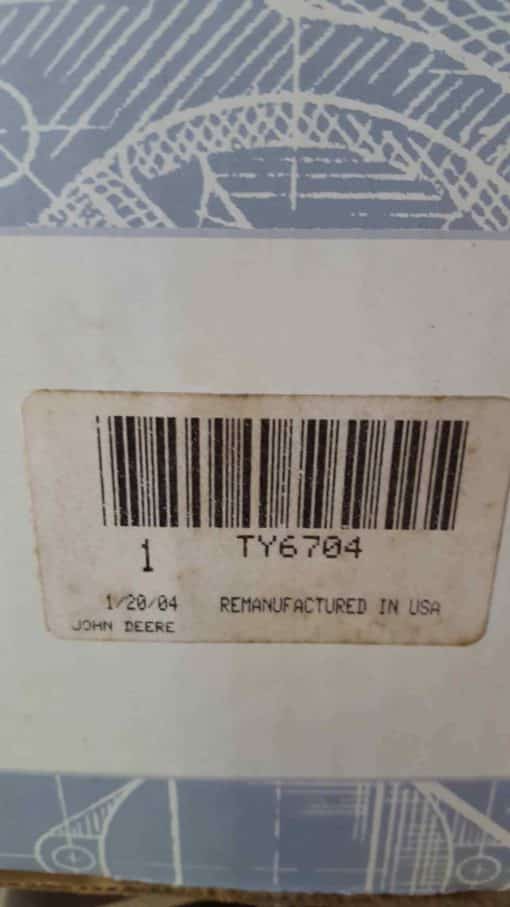 1 TY6704
1/20/04 REMANUFACTURED IN USA
JOHN DEERE